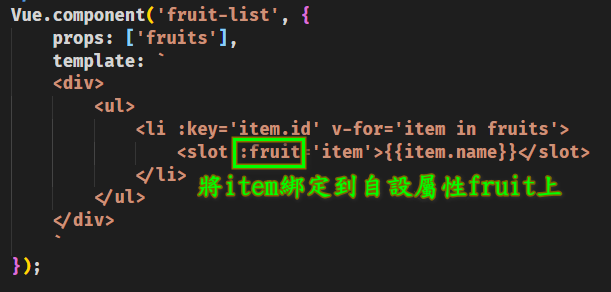 Vue.component('fruit-list', {
props: ['fruits'],
template: `
<div>
<ul>
<li :key='item.id' v-for='item in fruits'>
<slot :fruit='item'>{{item.name}}</slot>
</li>
將item綁定到自設屬性fruit上
</ul>
</div>
`
});